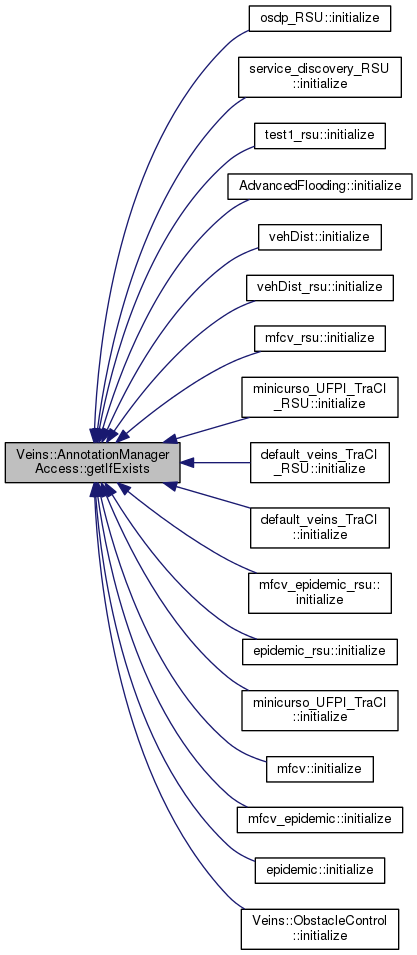 osdp_RSU::initialize
service_discovery_RSU
::initialize
test1_rsu::initialize
AdvancedFlooding::initialize
vehDist::initialize
vehDist_rsu::initialize
mfcv_rsu::initialize
minicurso_UFPI_TraCI
_RSU::initialize
Veins::AnnotationManager
Access::getIfExists
default_veins_TraCI
_RSU::initialize
default_veins_TraCI
::initialize
mfcv_epidemic_rsu::
initialize
epidemic_rsu::initialize
minicurso_UFPI_TraCI
::initialize
mfcv::initialize
mfcv_epidemic::initialize
epidemic::initialize
Veins::ObstacleControl
::initialize